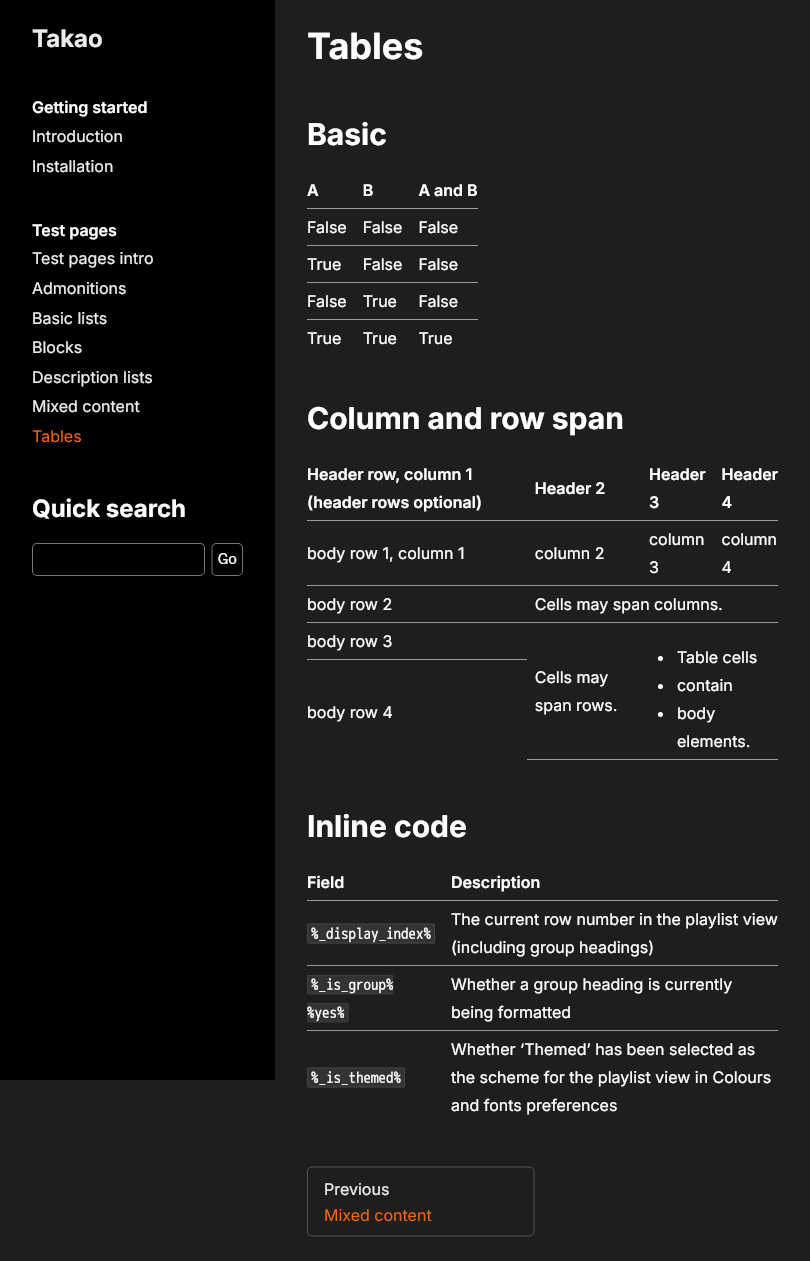 Takao
Getting started
Introduction
Installation
Test pages
Test pages intro
Admonitions
Basic lists
Blocks
Description lists
Mixed content
Tables
Quick search
Go
Tables
Basic
A B A and B
False False False
True False False
False True False
True True True
Column and row span
Header row, column 1
(header rows optional)
Header 2
Header
3
Header
4
body row 1, column 1
column 2
column
3
column
4
body row 2
Cells may span columns.
body row 3
Cells may
span rows.
• Table cells
• contain
• body
elements.
body row 4
Inline code
Field Description
%_display_index%
The current row number in the playlist view
(including group headings)
%_is_group%
%yes%
Whether a group heading is currently
being formatted
%_is_themed%
Whether ‘Themed’ has been selected as
the scheme for the playlist view in Colours
and fonts preferences
Previous
Mixed content